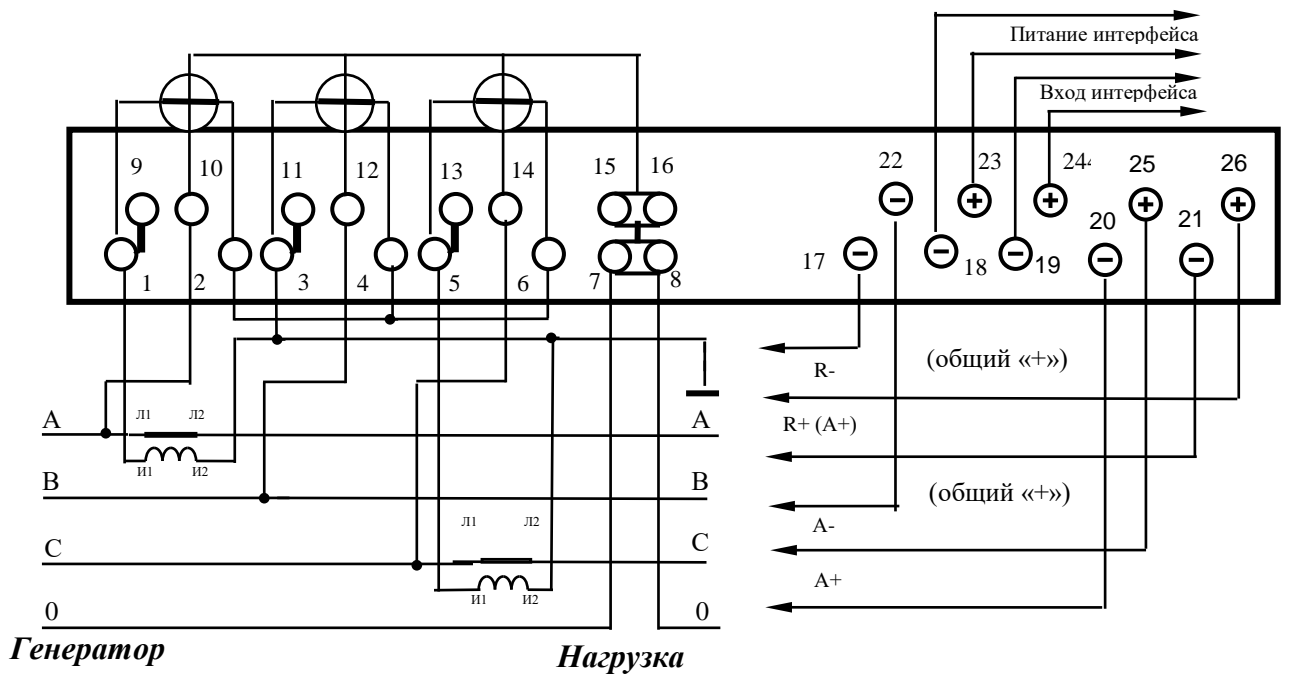 Питание интерфейса
Вход интерфейса
9 10 11 12 13 14 15 16 22 23 244 25 26
20 21
17 18 19
1 2 3 4 5 6 7 8
R- (общий «+»)
A Л1 Л2 A R+ (A+)
И1 И2
B B (общий «+»)
Л1 Л2 A-
C C
И1 И2 A+
0 0
Генератор Нагрузка